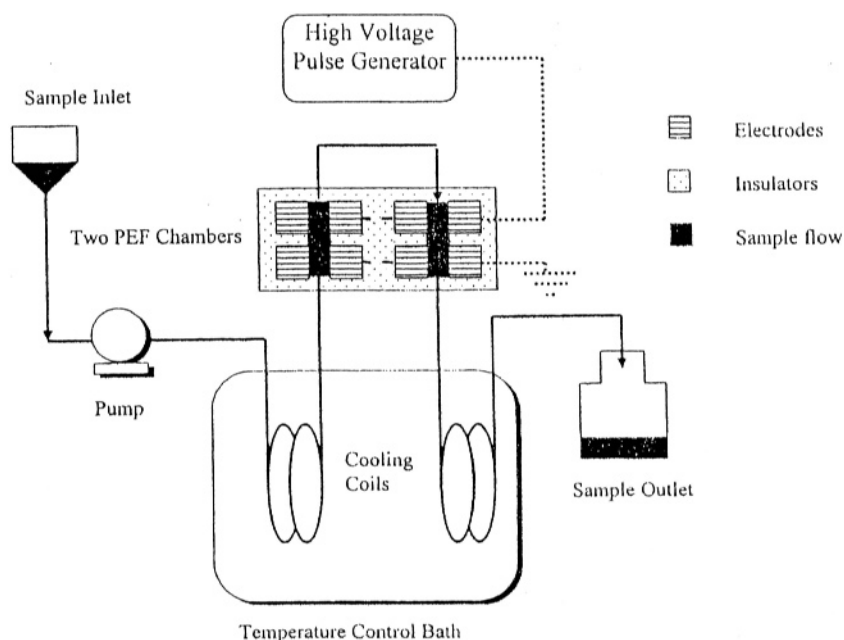 High Voltage
Pulse Generator
Sample Inlet
Electrodes
Insulators
Two PEF Chambers
Sample flow
Pump
Cooling
Coils
Sample Outlet
Temperature Control Bath